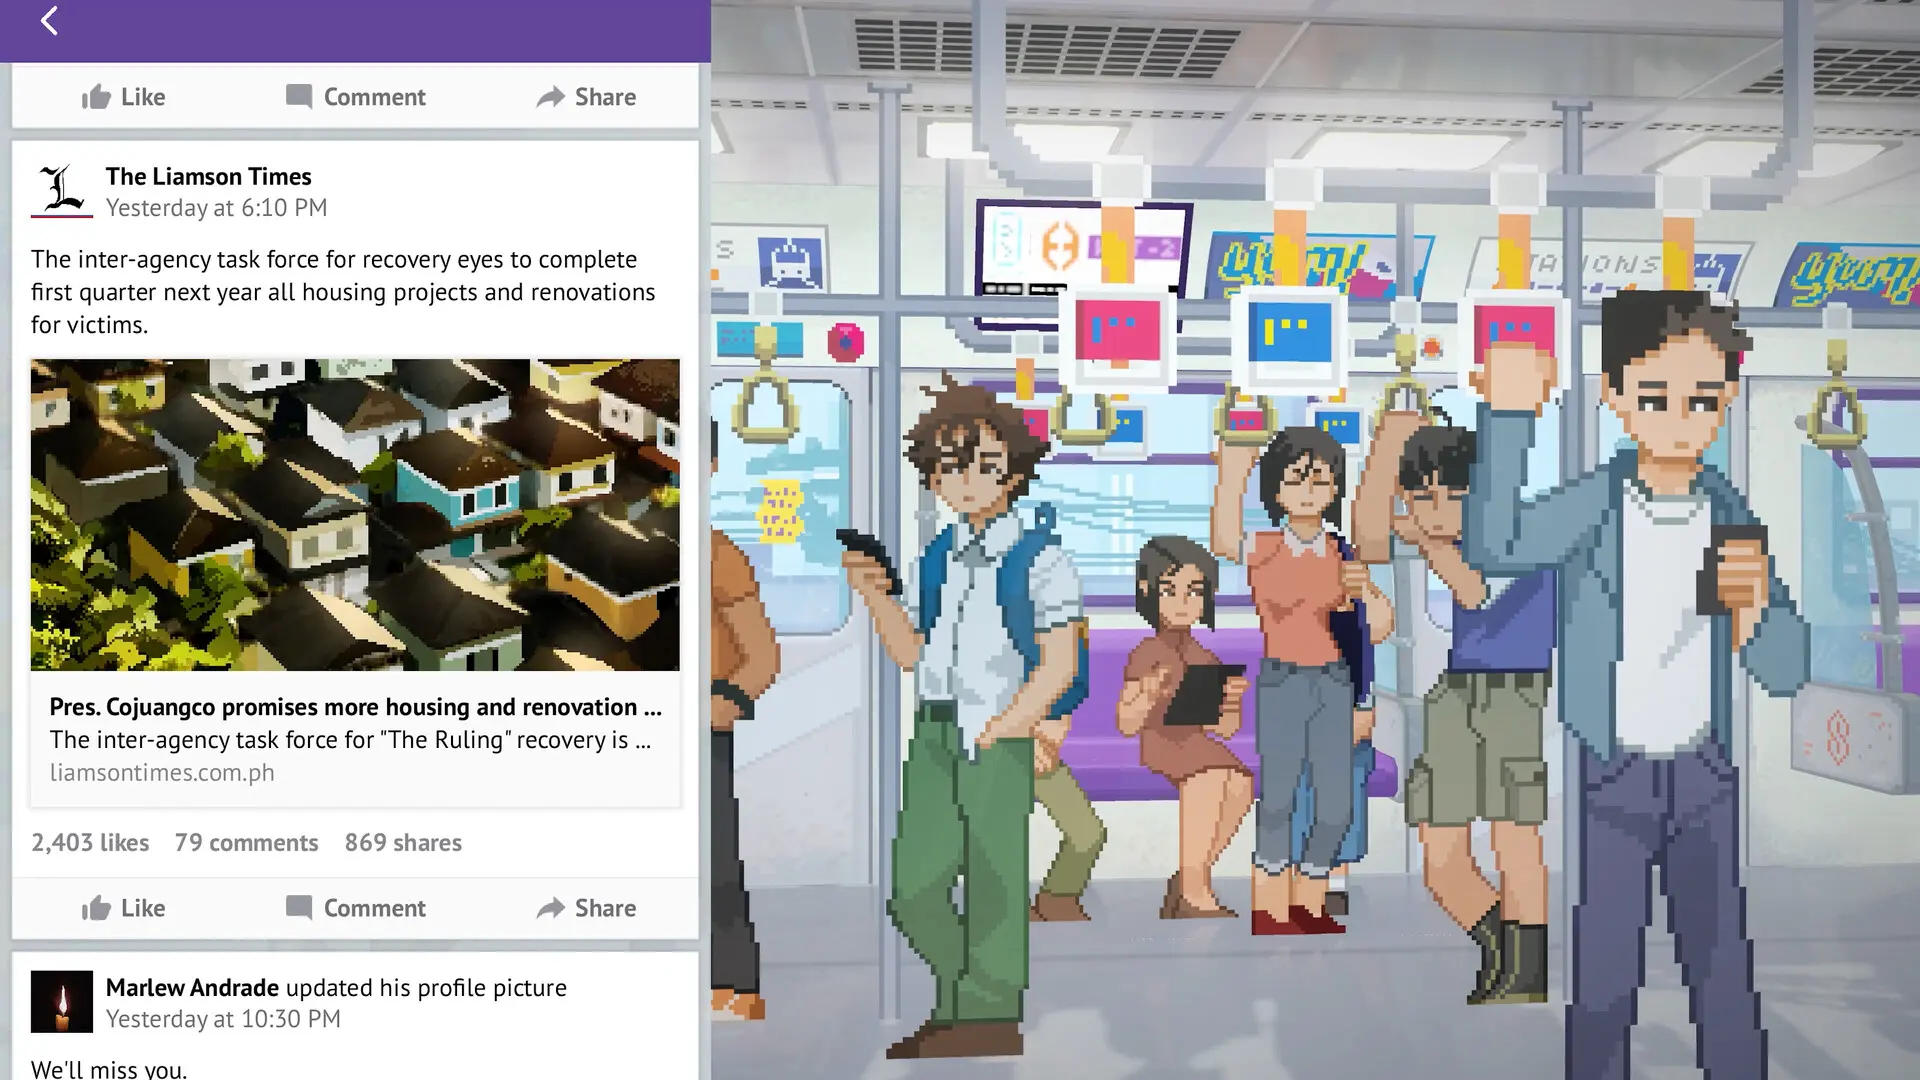 Like Comment Share
The Liamson Times
Yesterday at 6:10 PM
The inter-agency task force for recovery eyes to complete
first quarter next year all housing projects and renovations
for victims.
Pres. Cojuangco promises more housing and renovation ...
The inter-agency task force for "The Ruling" recovery is ...
liamsontimes.com.ph
2,403 likes 79 comments 869 shares
Like Comment Share
Marlew Andrade updated his profile picture
Yesterday at 10:30 PM
We'll miss you.